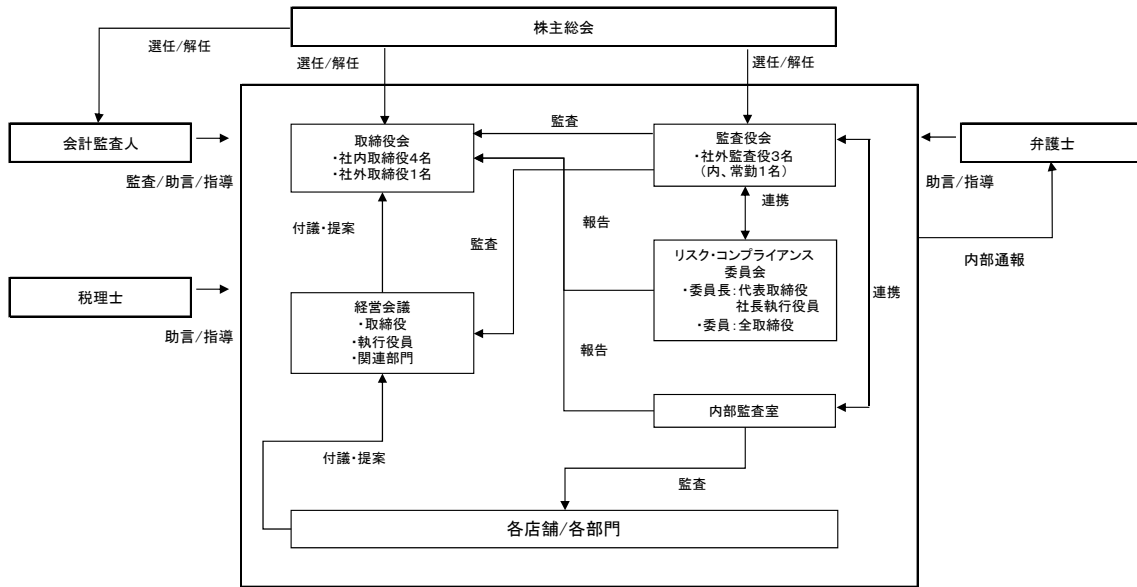 株主総会
選任/解任
選任/解任
選任/解任
会計監査人
監査/助言/指導
取締役会
・社内取締役4名
・社外取締役1名
監査
監査役会
・社外監査役3名
(内、常勤1名)
弁護士
助言/指導
内部通報
連携
付議・提案
監査
報告
リスク・コンプライアンス
委員会
・委員長:代表取締役
社長執行役員
・委員:全取締役
連携
税理士
助言/指導
経営会議
・取締役
・執行役員
・関連部門
報告
内部監査室
付議・提案
監査
各店舗/各部門